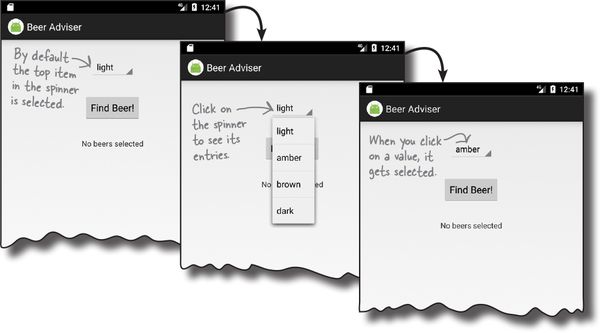 12:41
Beer Adviser
By default
the top item
in the spinner
is selected.
light
Find Beer!
No beers selected
12:41
Beer Adviser
Click on
the spinner
to see its
entries.
light
light
amber
brown
dark
No
12:41
Beer Adviser
When you click
on a value, it
gets selected.
amber
Find Beer!
No beers selected